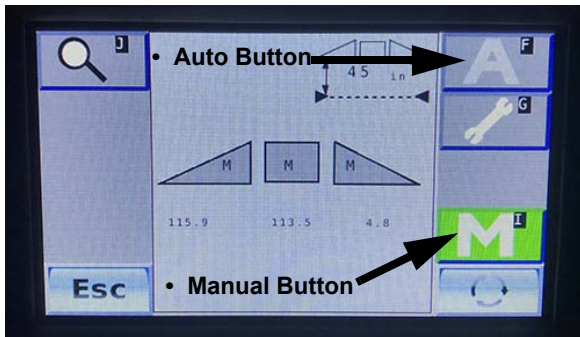 J
• Auto Button
A F
45 in
G
M M M
115.9 113.5 4.8
M I
• Manual Button
Esc